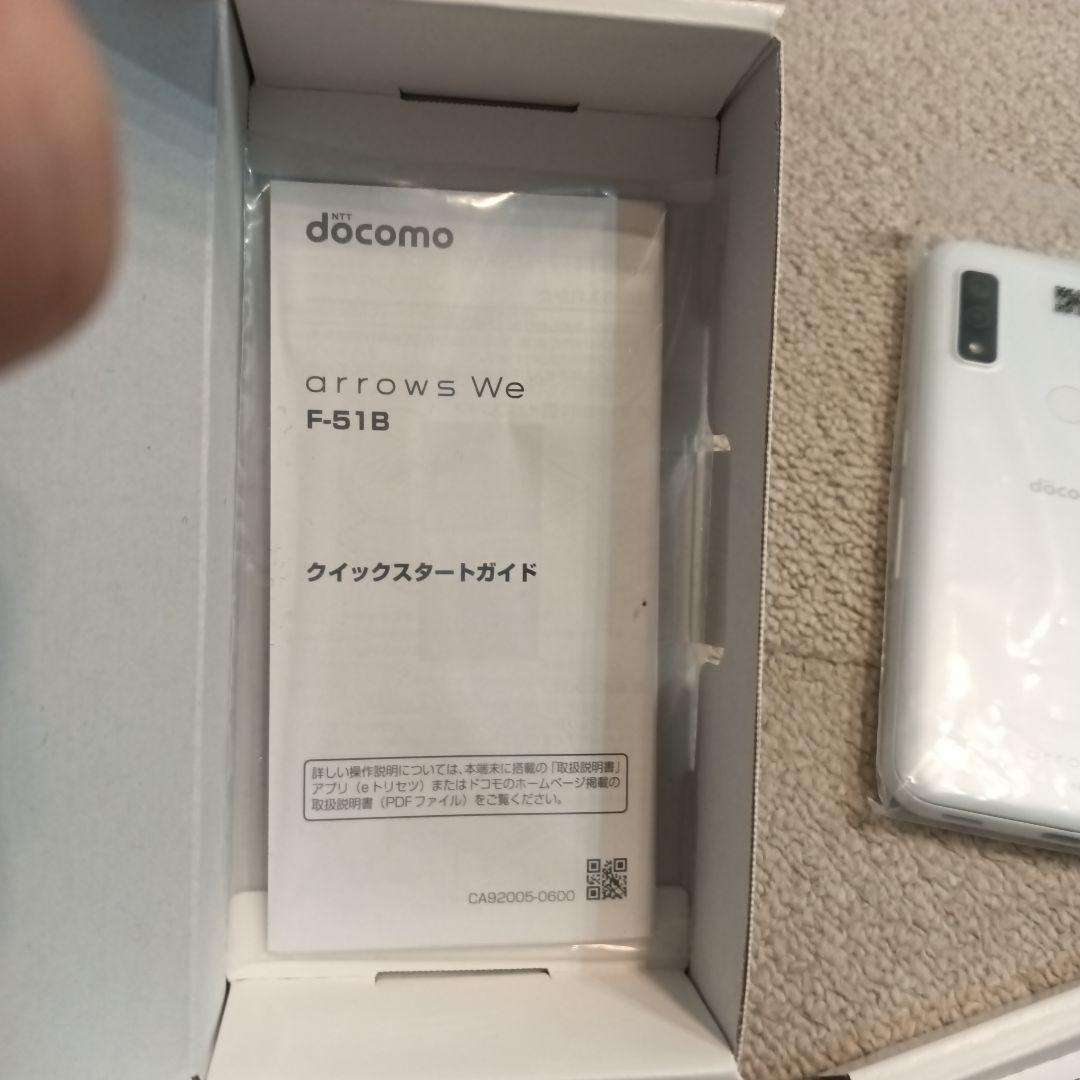 NTT
docomo
arrows We
F-51B
クイックスタートガイド
詳しい操作説明については、本端末に搭載の「取扱説明書」
アプリ（eトリセツ）またはドコモのホームページ掲載の
取扱説明書（PDFファイル）をご覧ください。
CA92005-0600